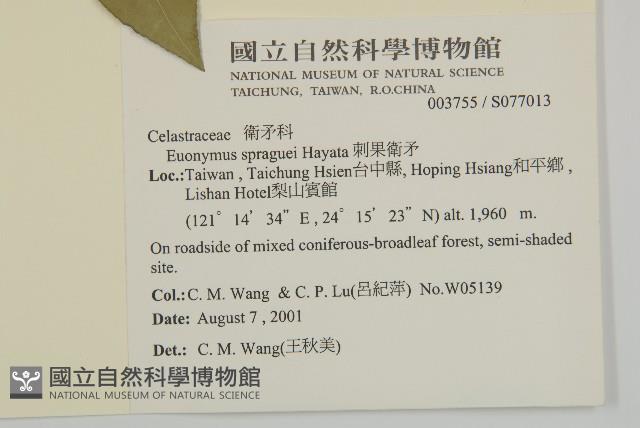 國立自然科學博物館
NATIONAL MUSEUM OF NATURAL SCIENCE
TAICHUNG, TAIWAN, R.O.CHINA
003755 / S077013
Celastraceae 衛矛科
Euonymus spraguei Hayata 刺果衛矛
Loc.:Taiwan , Taichung Hsien台中縣, Hoping Hsiang和平鄉 ,
Lishan Hotel梨山賓館
(121° 14’ 34” E , 24° 15’ 23” N) alt. 1,960 m.
On roadside of mixed coniferous-broadleaf forest, semi-shaded
site.
Col.: C. M. Wang & C. P. Lu(呂紀萍) No.W05139
Date: August 7 , 2001
Det.: C. M. Wang(王秋美)
國立自然科學博物館
NATIONAL MUSEUM OF NATURAL SCIENCE